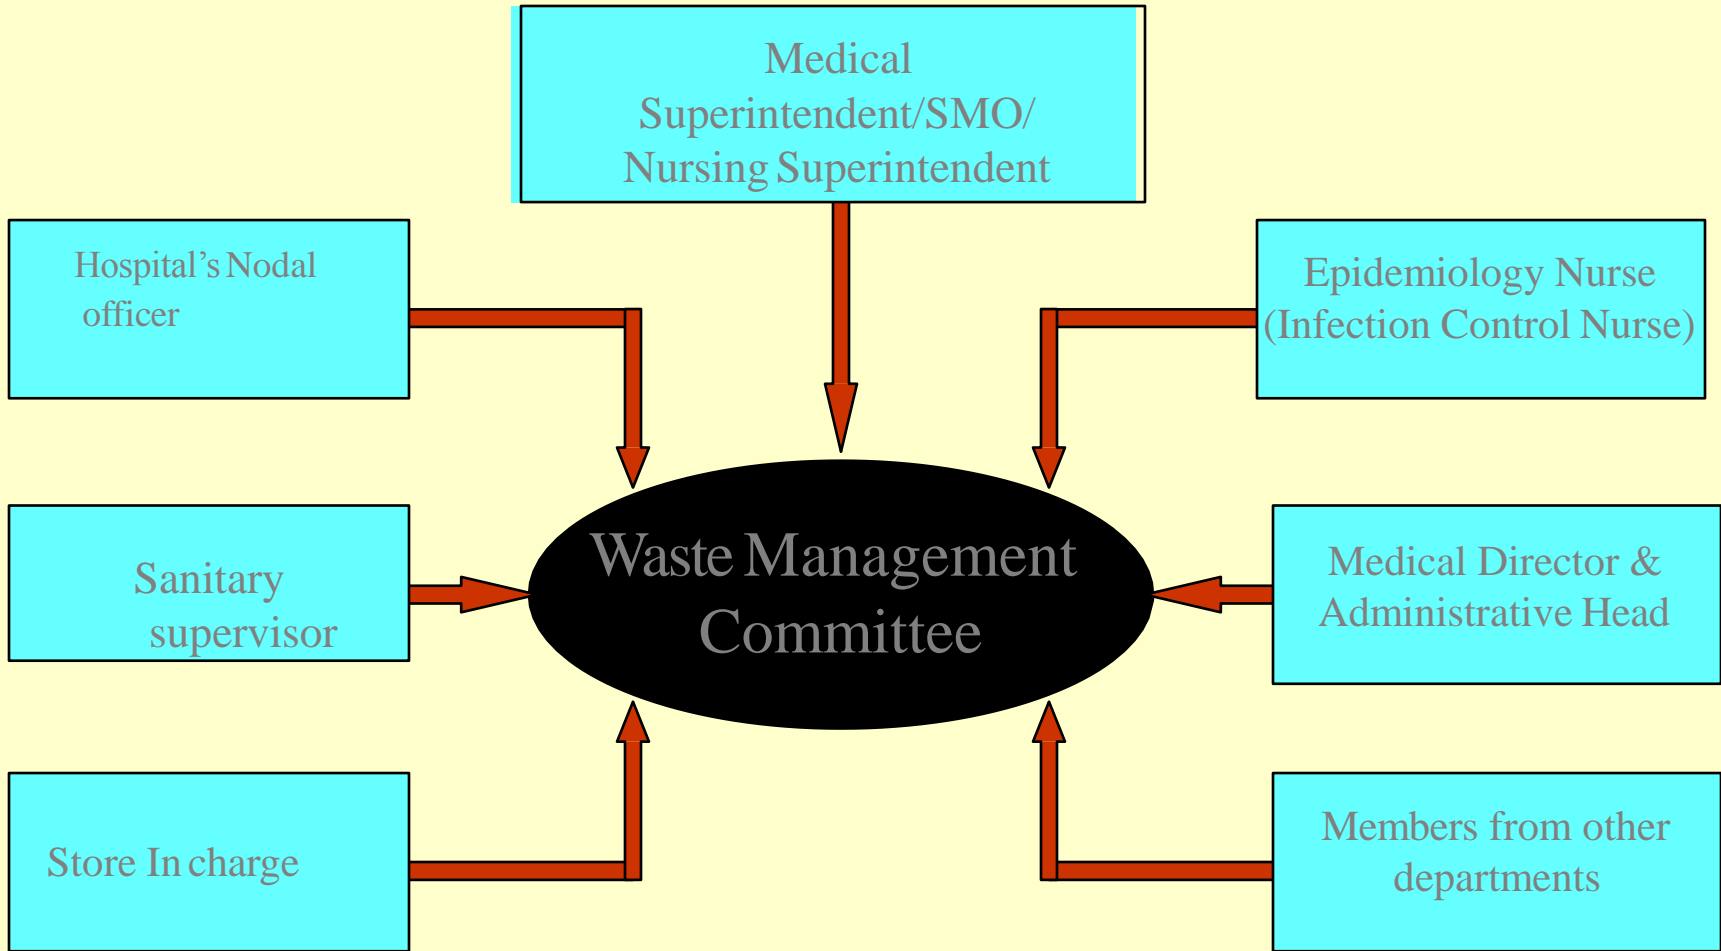 Medical
Superintendent/SMO/
Nursing Superintendent
Hospital’s Nodal
officer
Epidemiology Nurse
(Infection Control Nurse)
Waste Management
Committee
Sanitary
supervisor
Medical Director &
Administrative Head
Store In charge
Members from other
departments